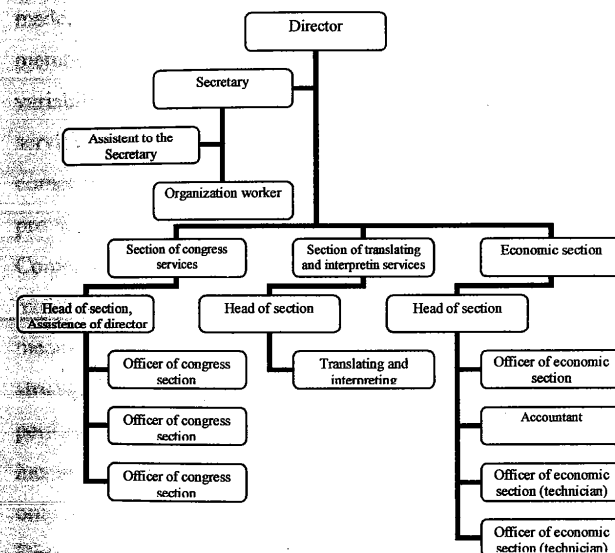 Director
Secretary
Assistent to the
Secretary
Organization worker
Section of congress
services
Section of translating
and interpretin services
Economic section
Head of section,
Assistence of director
Head of section
Head of section
Officer of congress
section
Translating and
interpreting
Officer of economic
section
Officer of congress
section
Accountant
Officer of congress
section
Officer of economic
section (technician)
Officer of economic
section (technician)